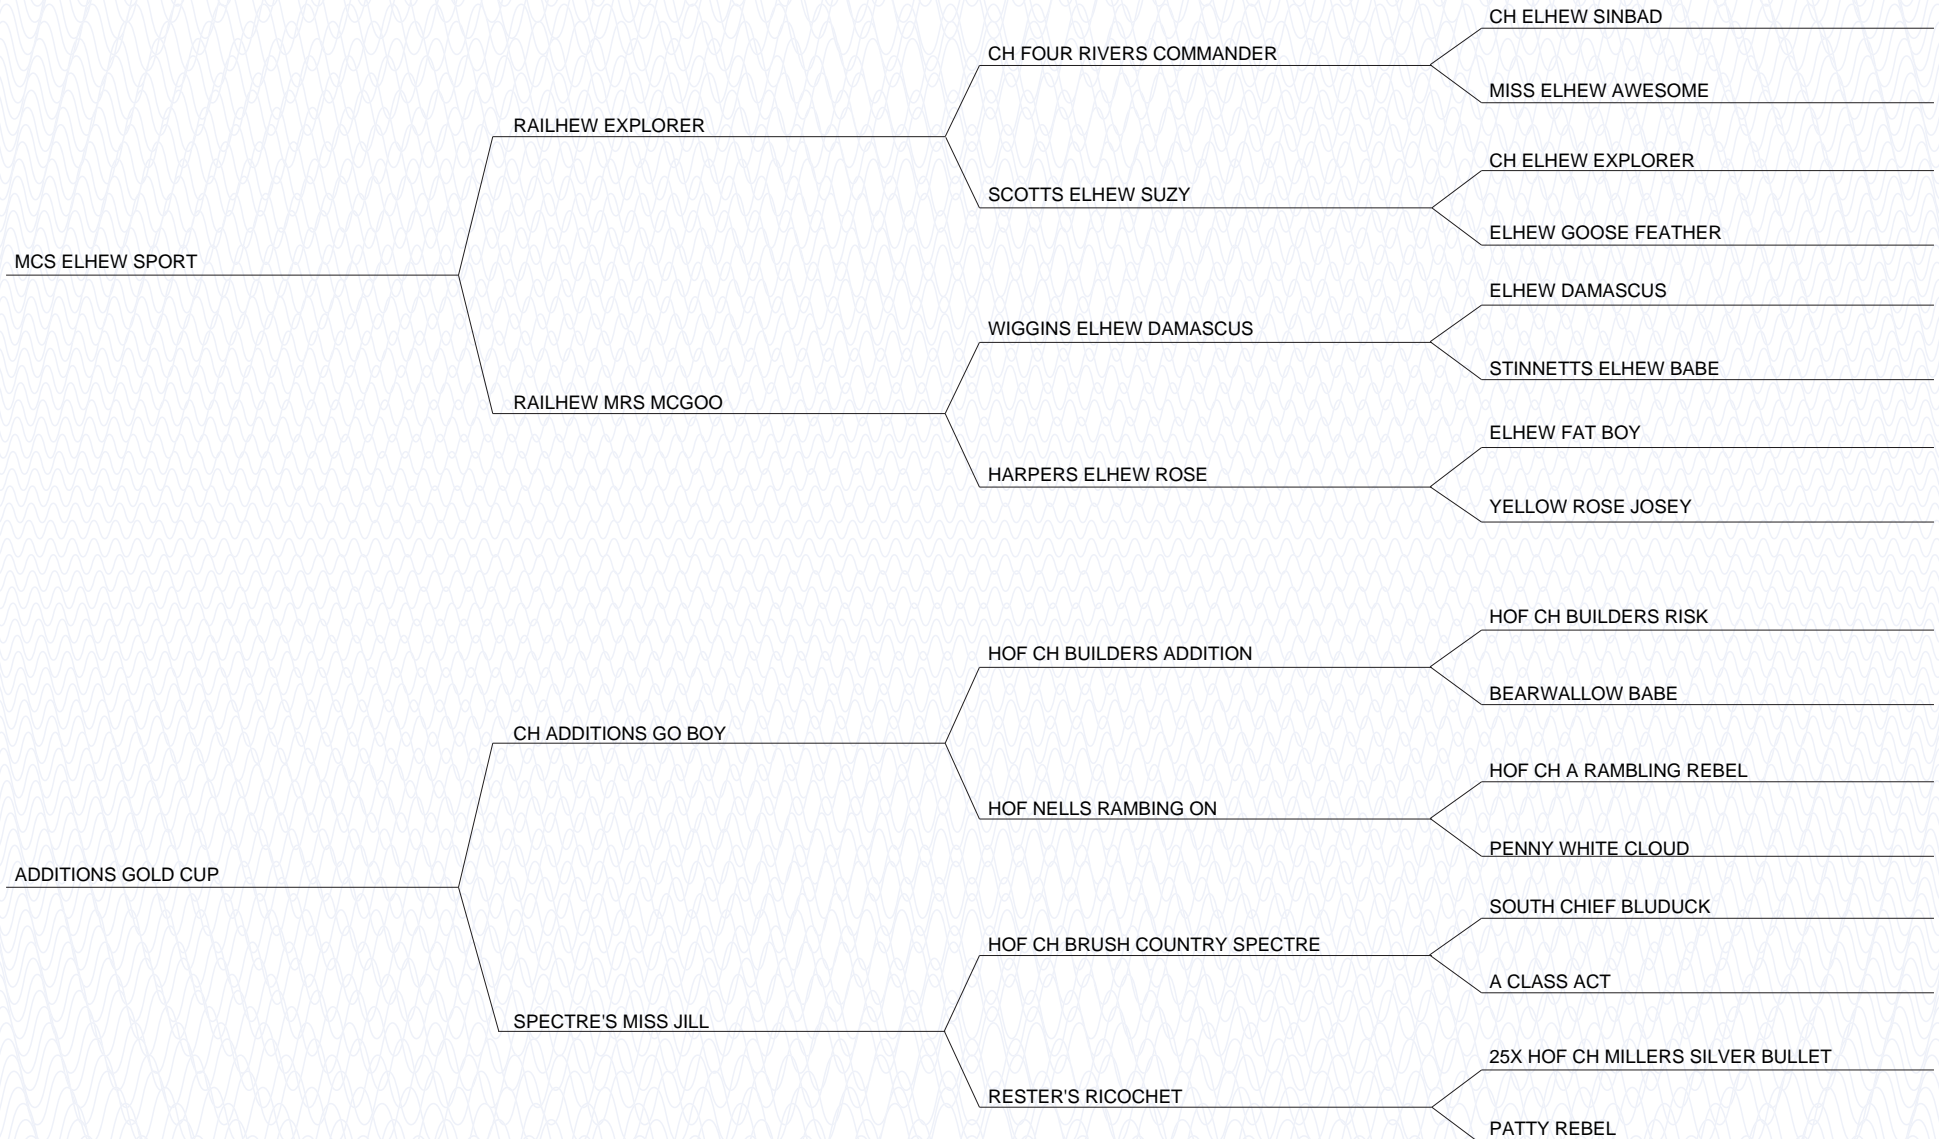 CH ELHEW SINBAD
CH FOUR RIVERS COMMANDER
MISS ELHEW AWESOME
RAILHEW EXPLORER
CH ELHEW EXPLORER
SCOTTS ELHEW SUZY
ELHEW GOOSE FEATHER
MCS ELHEW SPORT
ELHEW DAMASCUS
WIGGINS ELHEW DAMASCUS
STINNETTS ELHEW BABE
RAILHEW MRS MCGOO
ELHEW FAT BOY
HARPERS ELHEW ROSE
YELLOW ROSE JOSEY
HOF CH BUILDERS RISK
HOF CH BUILDERS ADDITION
BEARWALLOW BABE
CH ADDITIONS GO BOY
HOF CH A RAMBLING REBEL
HOF NELLS RAMBING ON
PENNY WHITE CLOUD
ADDITIONS GOLD CUP
SOUTH CHIEF BLUDUCK
HOF CH BRUSH COUNTRY SPECTRE
A CLASS ACT
SPECTRE'S MISS JILL
25X HOF CH MILLERS SILVER BULLET
RESTER'S RICOCHET
PATTY REBEL